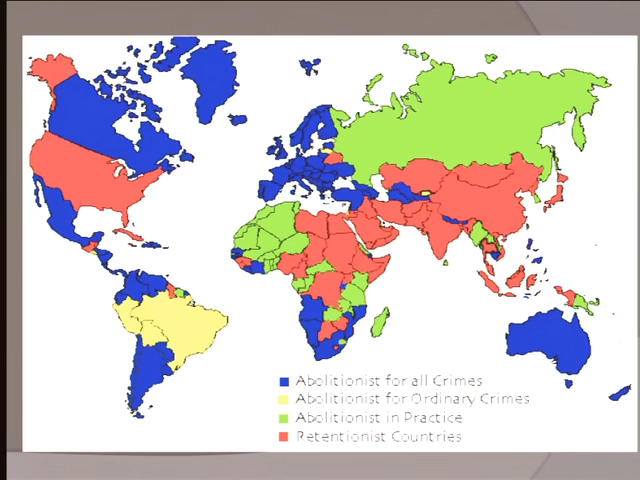 Abolitionist for all Crimes
Abolitionist for Ordinary Crimes
Abolitionist in Practice
Retentionist Countries